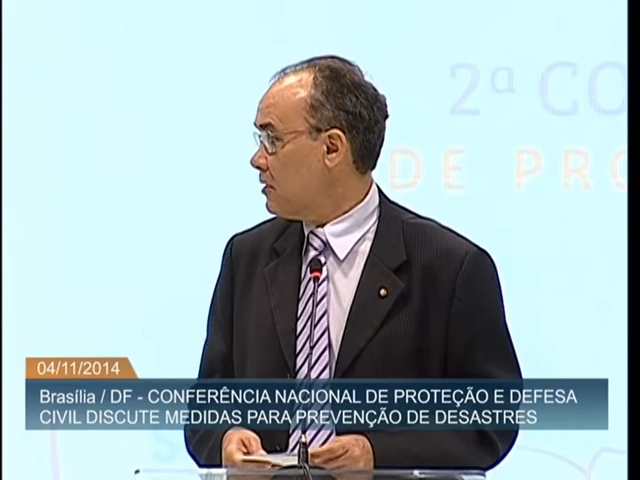 2ª CO
DE PRO
04/11/2014
Brasília / DF - CONFERÊNCIA NACIONAL DE PROTEÇÃO E DEFESA
CIVIL DISCUTE MEDIDAS PARA PREVENÇÃO DE DESASTRES